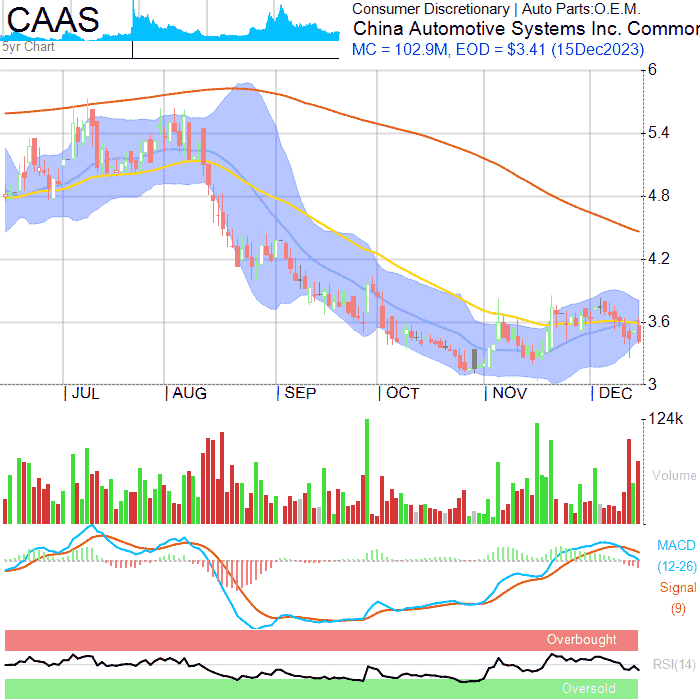 CAAS
5yr Chart
Consumer Discretionary | Auto Parts:O.E.M.
China Automotive Systems Inc. Common
MC = 102.9M, EOD = $3.41 (15Dec2023)
6
5.4
4.8
4.2
3.6
3
JUL AUG SEP OCT NOV DEC
124k
Volume
MACD
(12-26)
Signal
(9)
Overbought
RSI(14)
Oversold